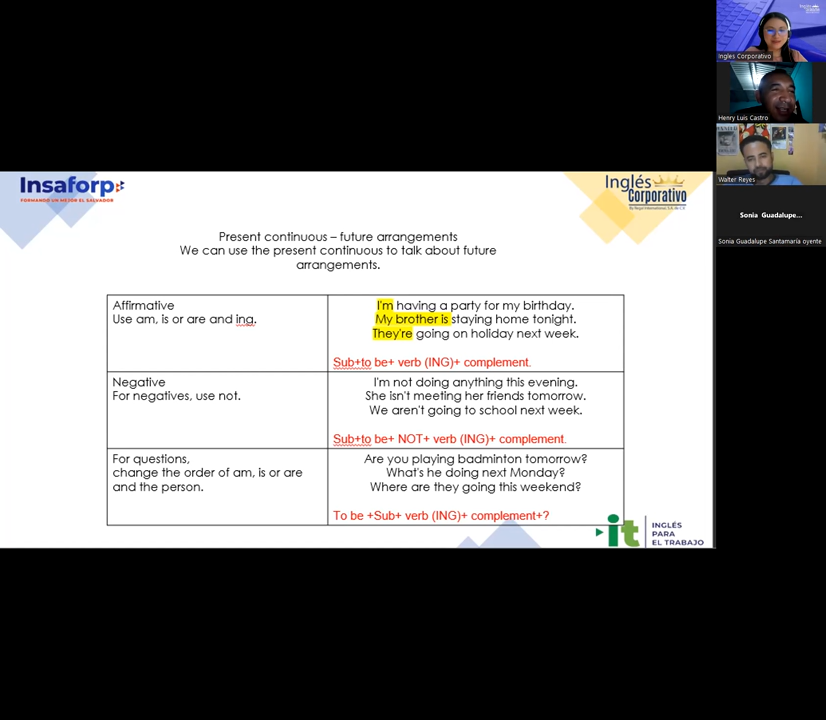 Inglés Corporativo
Henry Luis Castro
Walter Reyes
Sonia Guadalupe...
Sonia Guadalupe Santamaría oyente
Insaforp
FORMANDO UN MEJOR EL SALVADOR
Inglés
Corporativo
Present continuous – future arrangements
We can use the present continuous to talk about future
arrangements.
Affirmative
Use am, is or are and ing.
I'm having a party for my birthday.
My brother is staying home tonight.
They're going on holiday next week.
Sub+to be+ verb (ING)+ complement.
Negative
For negatives, use not.
I'm not doing anything this evening.
She isn't meeting her friends tomorrow.
We aren't going to school next week.
Sub+to be+ NOT+ verb (ING)+ complement.
For questions,
change the order of am, is or are
and the person.
Are you playing badminton tomorrow?
What's he doing next Monday?
Where are they going this weekend?
To be +Sub+ verb (ING)+ complement+?
it
INGLÉS
PARA
EL TRABAJO